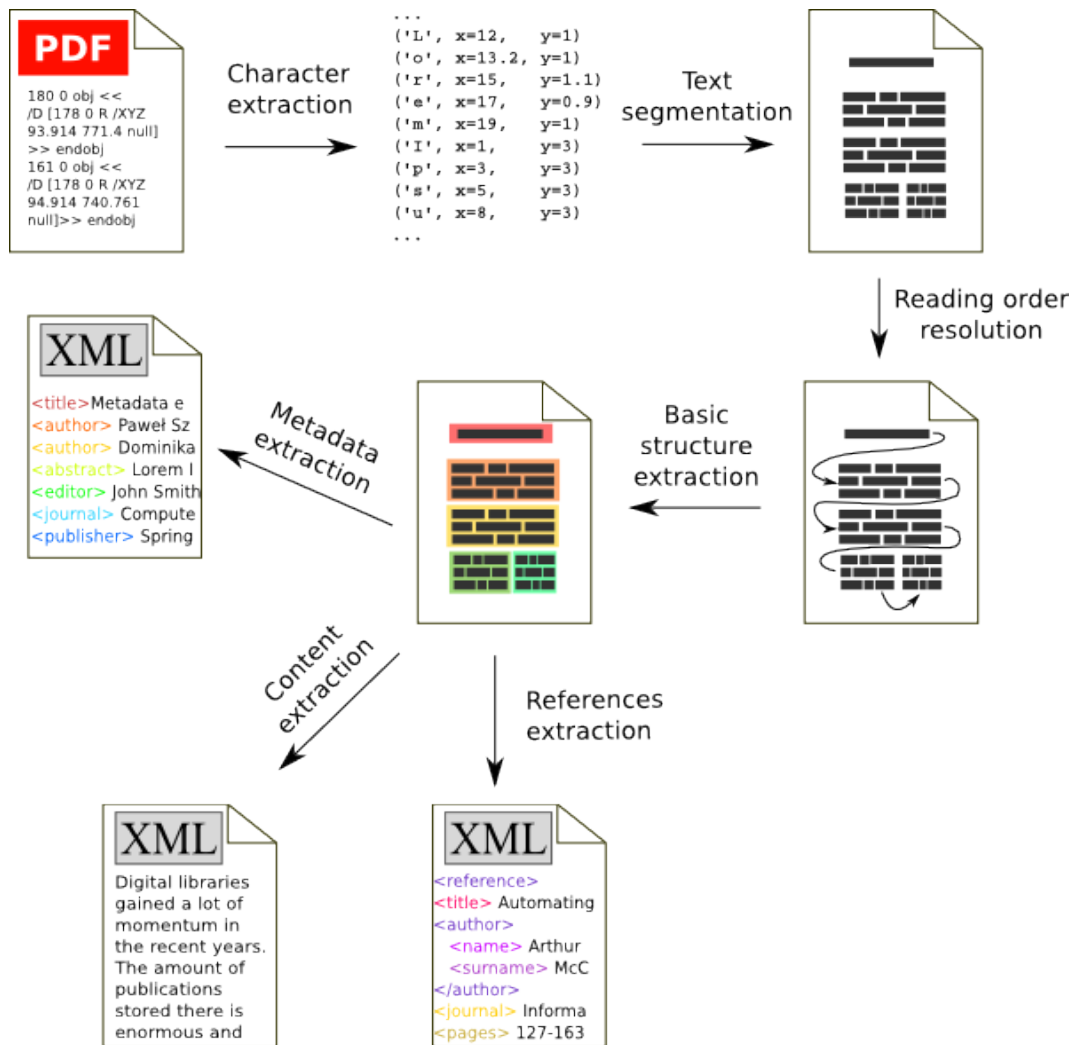 PDF
180 0 obj <<
/D [178 0 R /XYZ
93.914 771.4 null]
>> endobj
161 0 obj <<
/D [178 0 R /XYZ
94.914 740.761
null]>> endobj
Character
extraction
...
('L', x=12, y=1)
('o', x=13.2, y=1)
('r', x=15, y=1.1)
('e', x=17, y=0.9)
('m', x=19, y=1)
('I', x=1, y=3)
('p', x=3, y=3)
('s', x=5, y=3)
('u', x=8, y=3)
...
Text
segmentation
Reading order
resolution
Basic
structure
extraction
Metadata
extraction
XML
<title>Metadata e
<author> Paweł Sz
<author> Dominika
<abstract> Lorem I
<editor> John Smith
<journal> Compute
<publisher> Spring
Content
extraction
References
extraction
XML
Digital libraries
gained a lot of
momentum in
the recent years.
The amount of
publications
stored there is
enormous and
XML
<reference>
<title> Automating
<author>
<name> Arthur
<surname> McC
</author>
<journal> Informa
<pages> 127-163